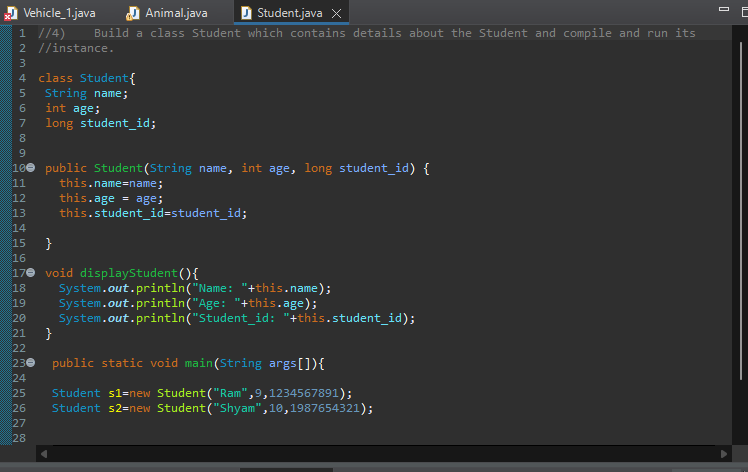 Vehicle_1.java Animal.java Student.java
1 //4) Build a class Student which contains details about the Student and compile and run its
2 //instance.
3
4 class Student{
5 String name;
6 int age;
7 long student_id;
8
9
10 public Student(String name, int age, long student_id) {
11 this.name=name;
12 this.age = age;
13 this.student_id=student_id;
14
15 }
16
17 void displayStudent(){
18 System.out.println("Name: "+this.name);
19 System.out.println("Age: "+this.age);
20 System.out.println("Student_id: "+this.student_id);
21 }
22
23 public static void main(String args[]){
24
25 Student s1=new Student("Ram",9,1234567891);
26 Student s2=new Student("Shyam",10,1987654321);
27
28